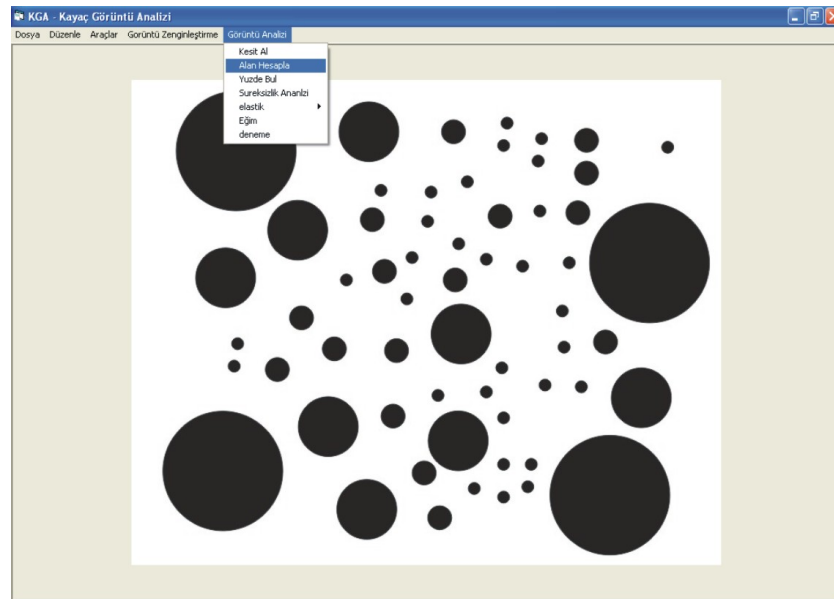 KGA - Kayaç Görüntü Analizi
Dosya Düzenle Araçlar Goruntü Zenginleştirme Görüntü Analizi
Kesit Al
Alan Hesapla
Yuzde Bul
Sureksizlik Ananlzi
elastik
Eğim
deneme